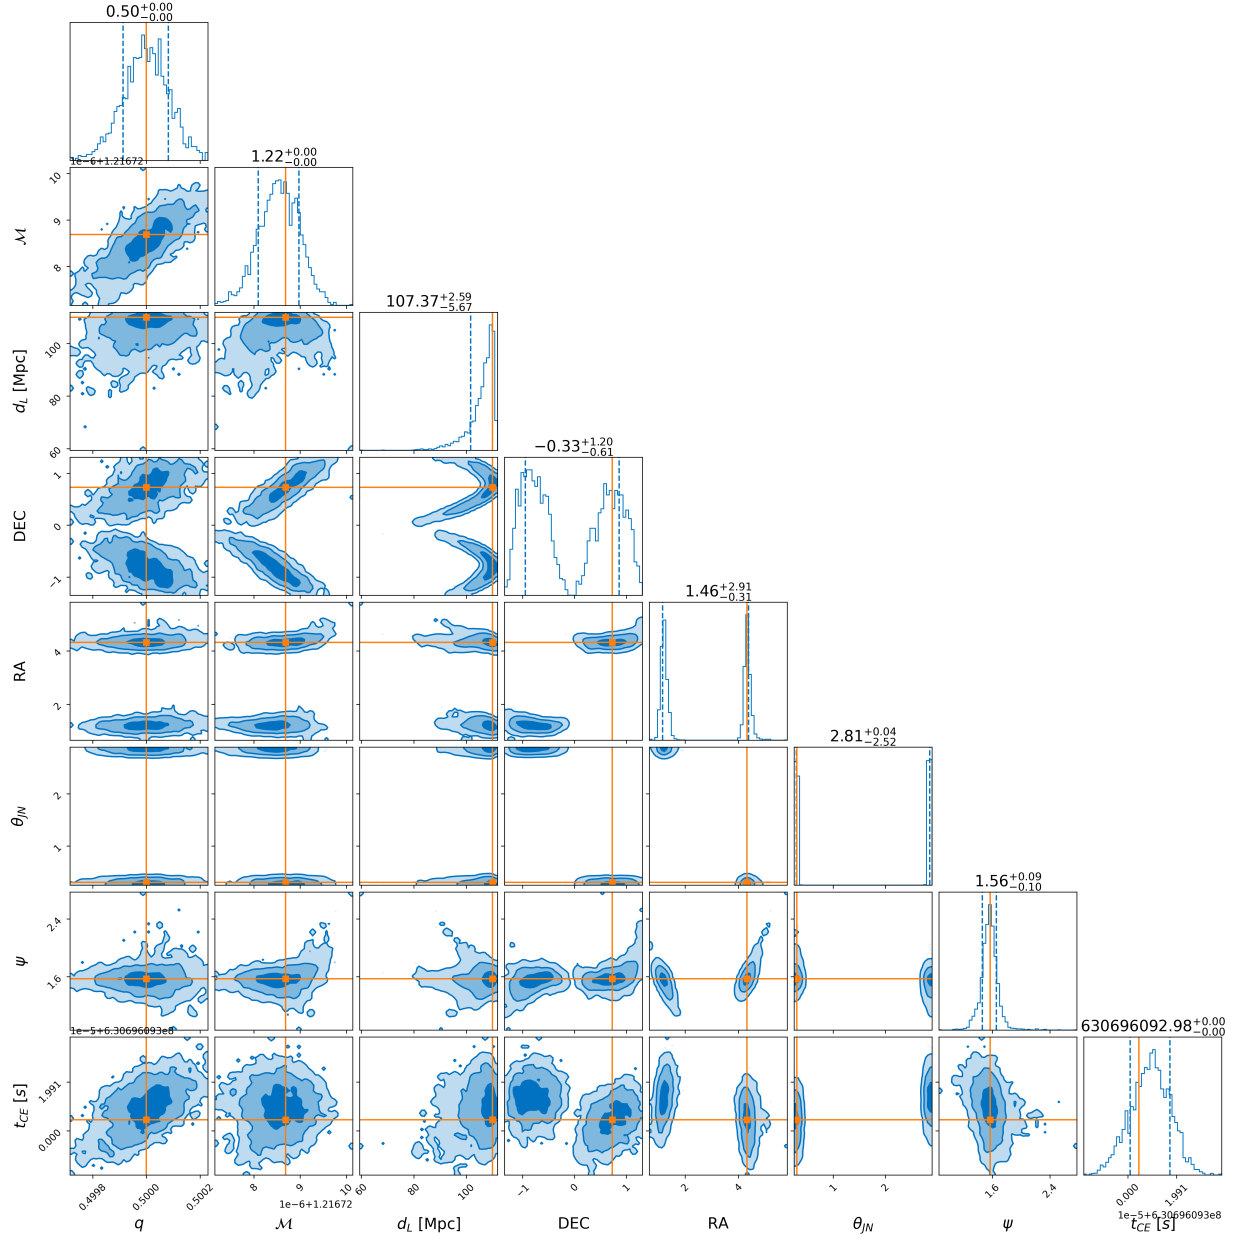 0.50+0.00−0.00
1e−6+1.21672
1.22+0.00−0.00
10
9
8
ℳ
107.37+2.59−5.67
100
80
60
d_L [Mpc]
−0.33+1.20−0.61
1
0
−1
DEC
1.46+2.91−0.31
4
2
RA
2.81+0.04−2.52
2
1
θ_JN
1.56+0.09−0.10
2.4
1.6
ψ
1e−5+6.30696093e8
630696092.98+0.00−0.00
1.991
0.000
t_CE [s]
0.4998 0.5000 0.5002
8 9 10
60 80 100
−1 0 1
2 4
1 2
1.6 2.4
0.000 1.991
1e−6+1.21672
1e−5+6.30696093e8
q ℳ d_L [Mpc] DEC RA θ_JN ψ t_CE [s]